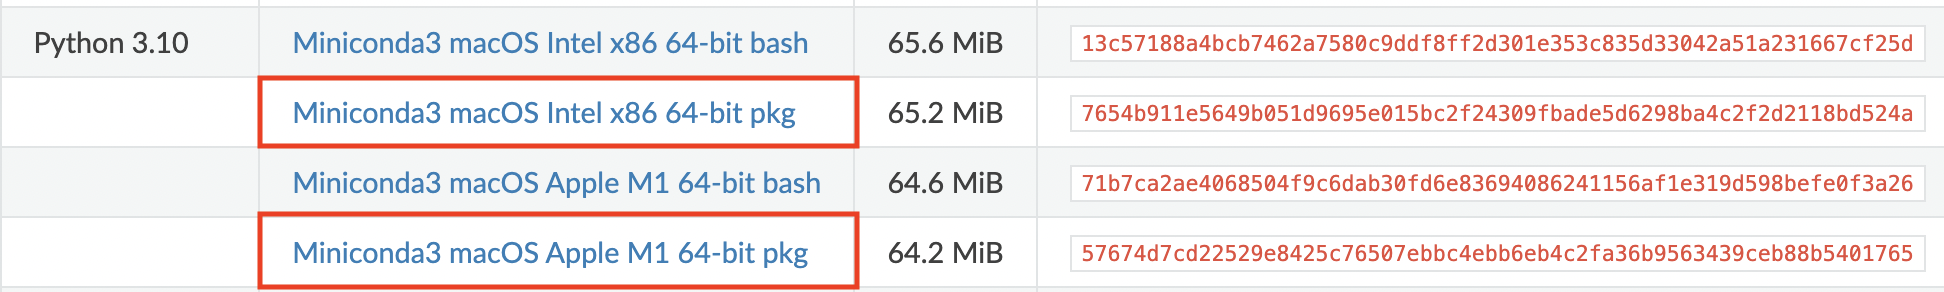 Python 3.10 Miniconda3 macOS Intel x86 64-bit bash 65.6 MiB 13c57188a4bcb7462a7580c9ddf8ff2d301e353c835d33042a51a231667cf25d
Miniconda3 macOS Intel x86 64-bit pkg 65.2 MiB 7654b911e5649b051d9695e015bc2f24309fbade5d6298ba4c2f2d2118bd524a
Miniconda3 macOS Apple M1 64-bit bash 64.6 MiB 71b7ca2ae4068504f9c6dab30fd6e83694086241156af1e319d598befe0f3a26
Miniconda3 macOS Apple M1 64-bit pkg 64.2 MiB 57674d7cd22529e8425c76507ebbc4ebb6eb4c2fa36b9563439ceb88b5401765